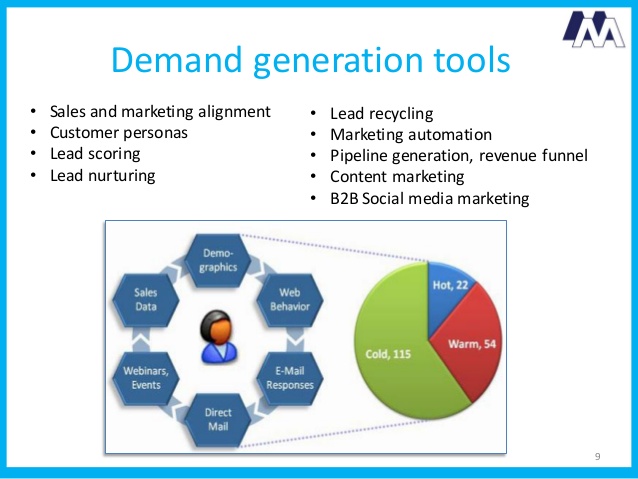 Demand generation tools
• Sales and marketing alignment
• Customer personas
• Lead scoring
• Lead nurturing
• Lead recycling
• Marketing automation
• Pipeline generation, revenue funnel
• Content marketing
• B2B Social media marketing
Demo-
graphics
Web
Behavior
E-Mail
Responses
Direct
Mail
Webinars,
Events
Sales
Data
Hot, 22
Warm, 54
Cold, 115
9